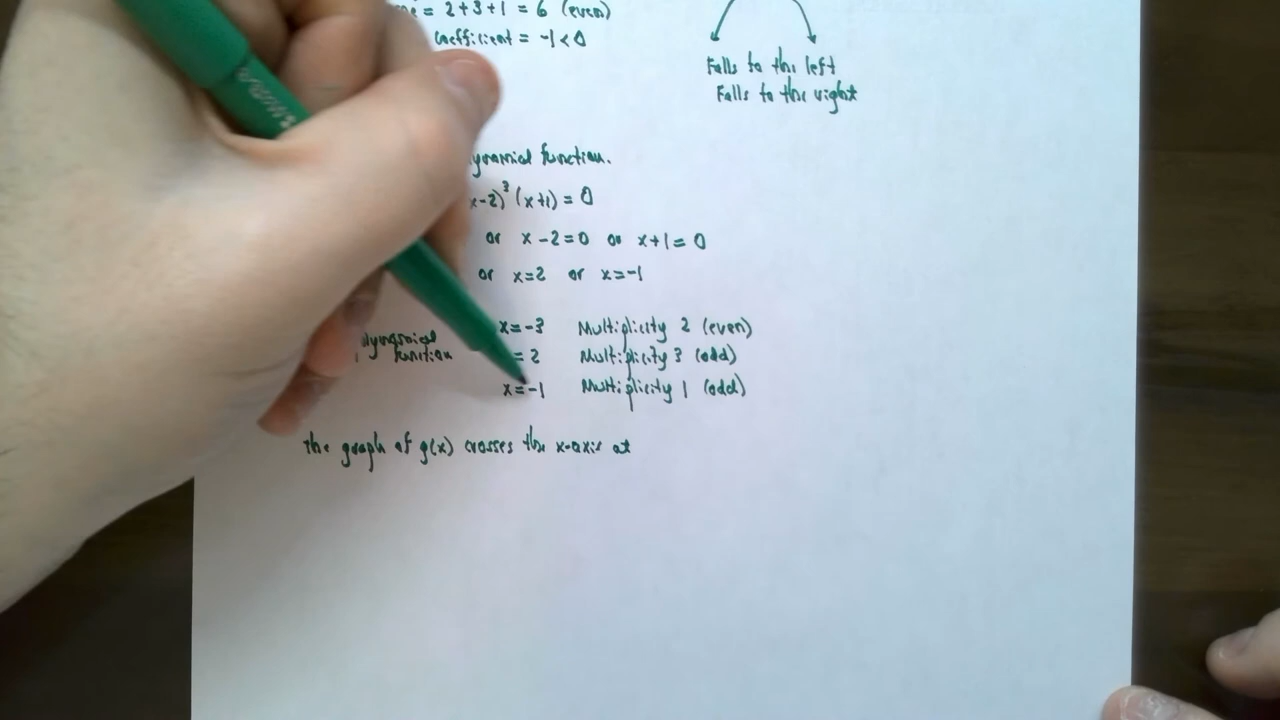 = 2+3+1 = 6 (even)
Coefficient = -1 < 0
Falls to the left
Falls to the right
function.
x-2)³(x+1) = 0
or x-2=0 or x+1=0
or x=2 or x=-1
x=-3 Multiplicity 2 (even)
function
= 2 Multiplicity 3 (odd)
x=-1 Multiplicity 1 (odd)
The graph of g(x) crosses the x-axis at